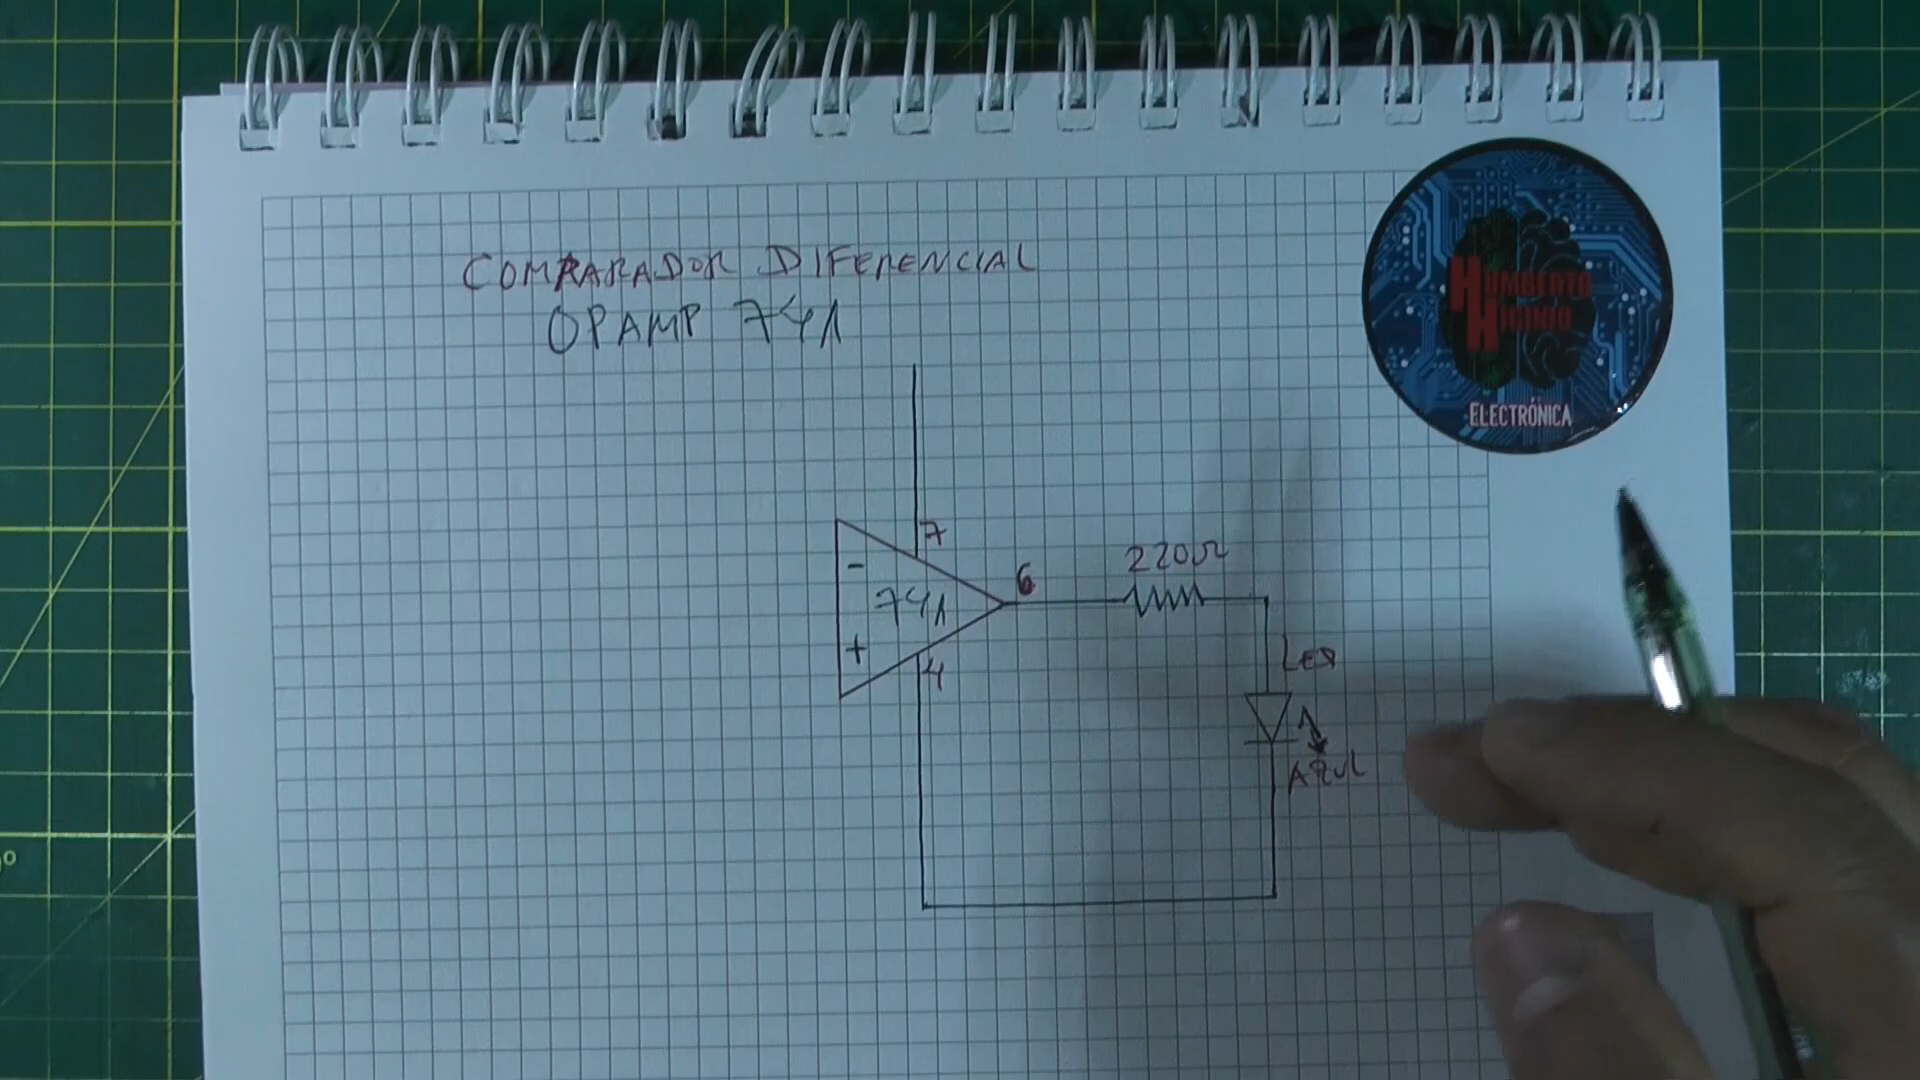 COMPARADOR DIFERENCIAL
OPAMP 741
HUMBERTO
HIGINIO
ELECTRÓNICA
7
-
741
6
220Ω
+
4
LED
AZUL